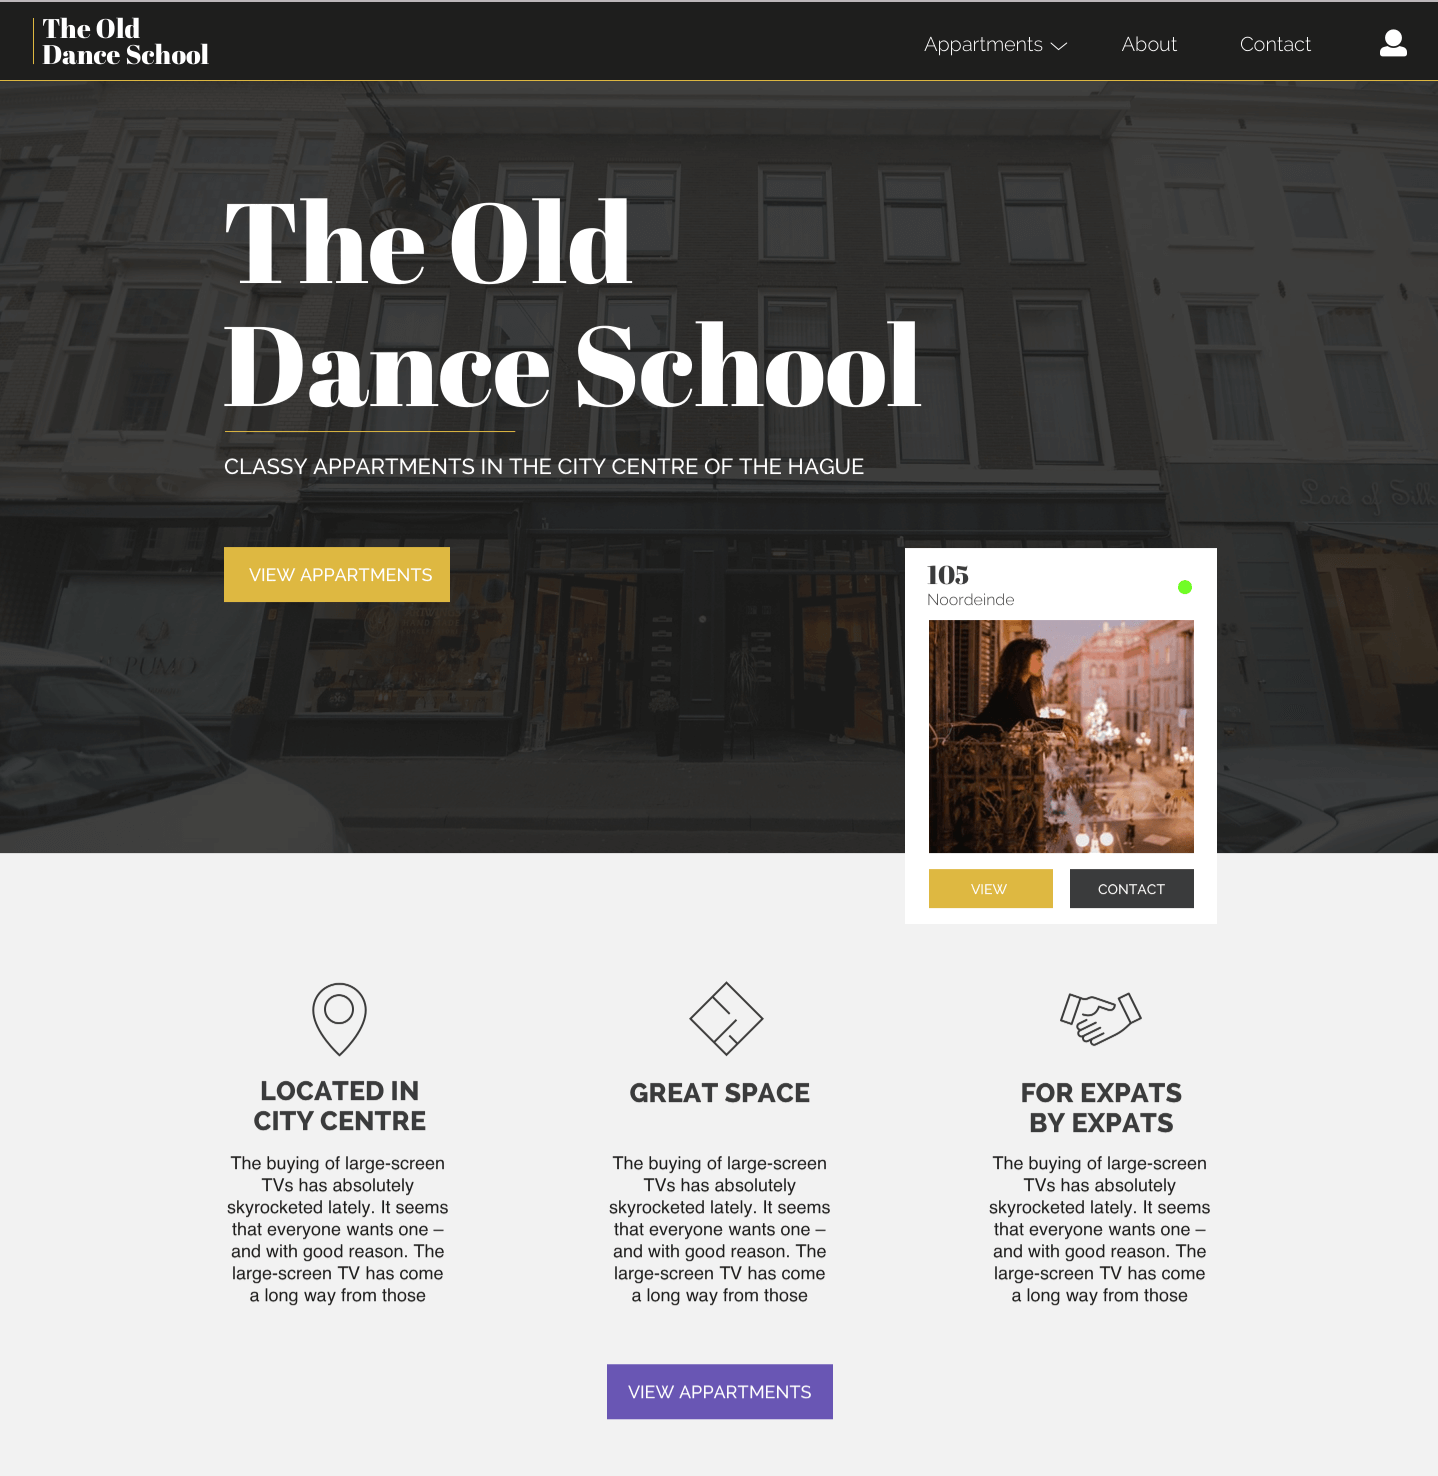 The Old
Dance School
Appartments
About
Contact
The Old
Dance School
CLASSY APPARTMENTS IN THE CITY CENTRE OF THE HAGUE
Lord of Silk
VIEW APPARTMENTS
105
Noordeinde
HANDMADE
PUMO
VIEW
CONTACT
LOCATED IN
CITY CENTRE
The buying of large-screen
TVs has absolutely
skyrocketed lately. It seems
that everyone wants one –
and with good reason. The
large-screen TV has come
a long way from those
GREAT SPACE
The buying of large-screen
TVs has absolutely
skyrocketed lately. It seems
that everyone wants one –
and with good reason. The
large-screen TV has come
a long way from those
FOR EXPATS
BY EXPATS
The buying of large-screen
TVs has absolutely
skyrocketed lately. It seems
that everyone wants one –
and with good reason. The
large-screen TV has come
a long way from those
VIEW APPARTMENTS